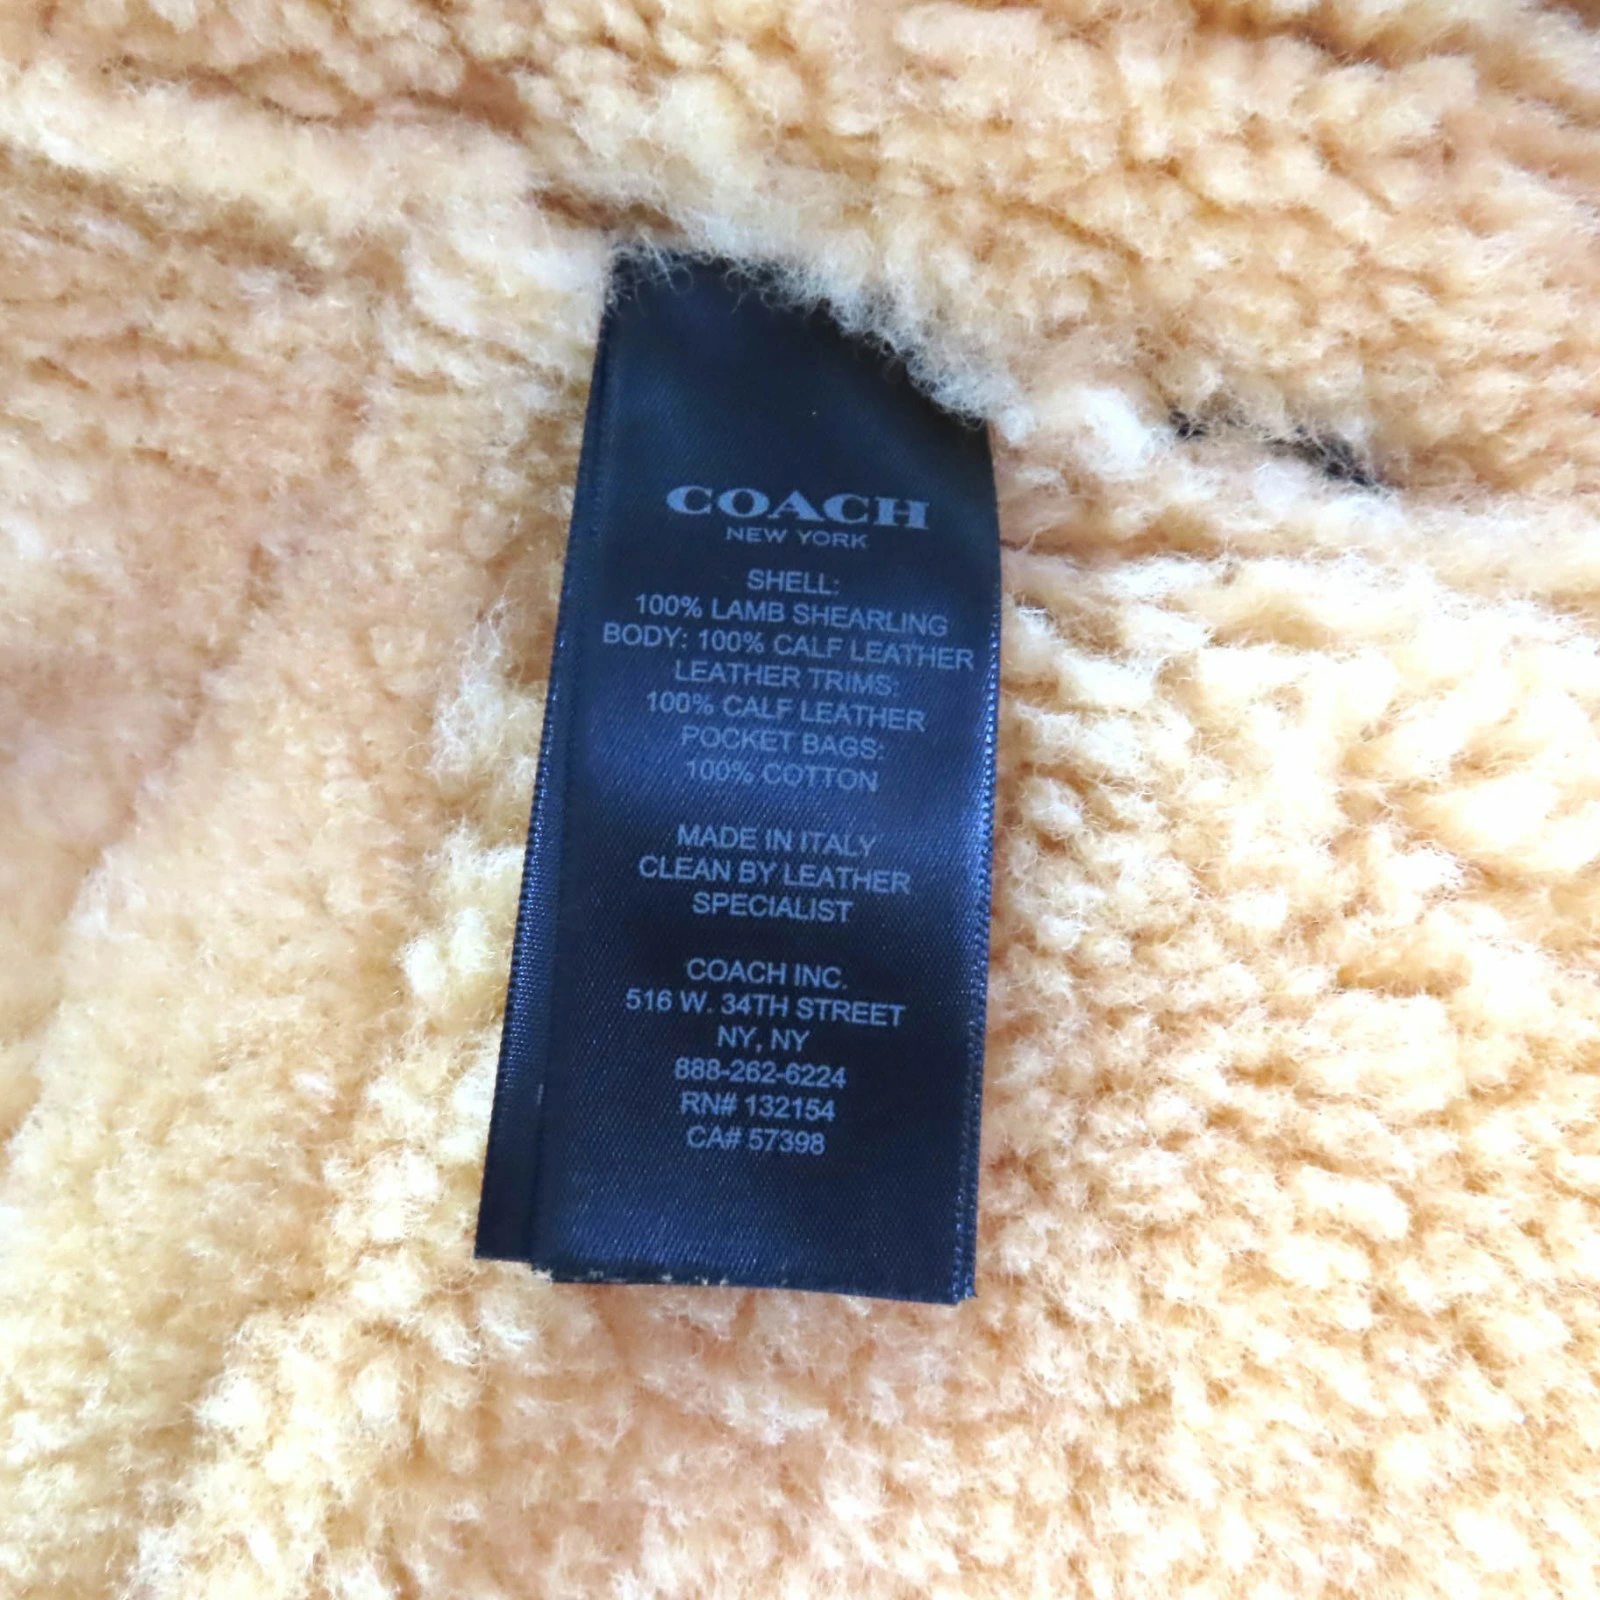 COACH
NEW YORK
SHELL:
100% LAMB SHEARLING
BODY: 100% CALF LEATHER
LEATHER TRIMS:
100% CALF LEATHER
POCKET BAGS:
100% COTTON
MADE IN ITALY
CLEAN BY LEATHER
SPECIALIST
COACH INC.
516 W. 34TH STREET
NY, NY
888-262-6224
RN# 132154
CA# 57398